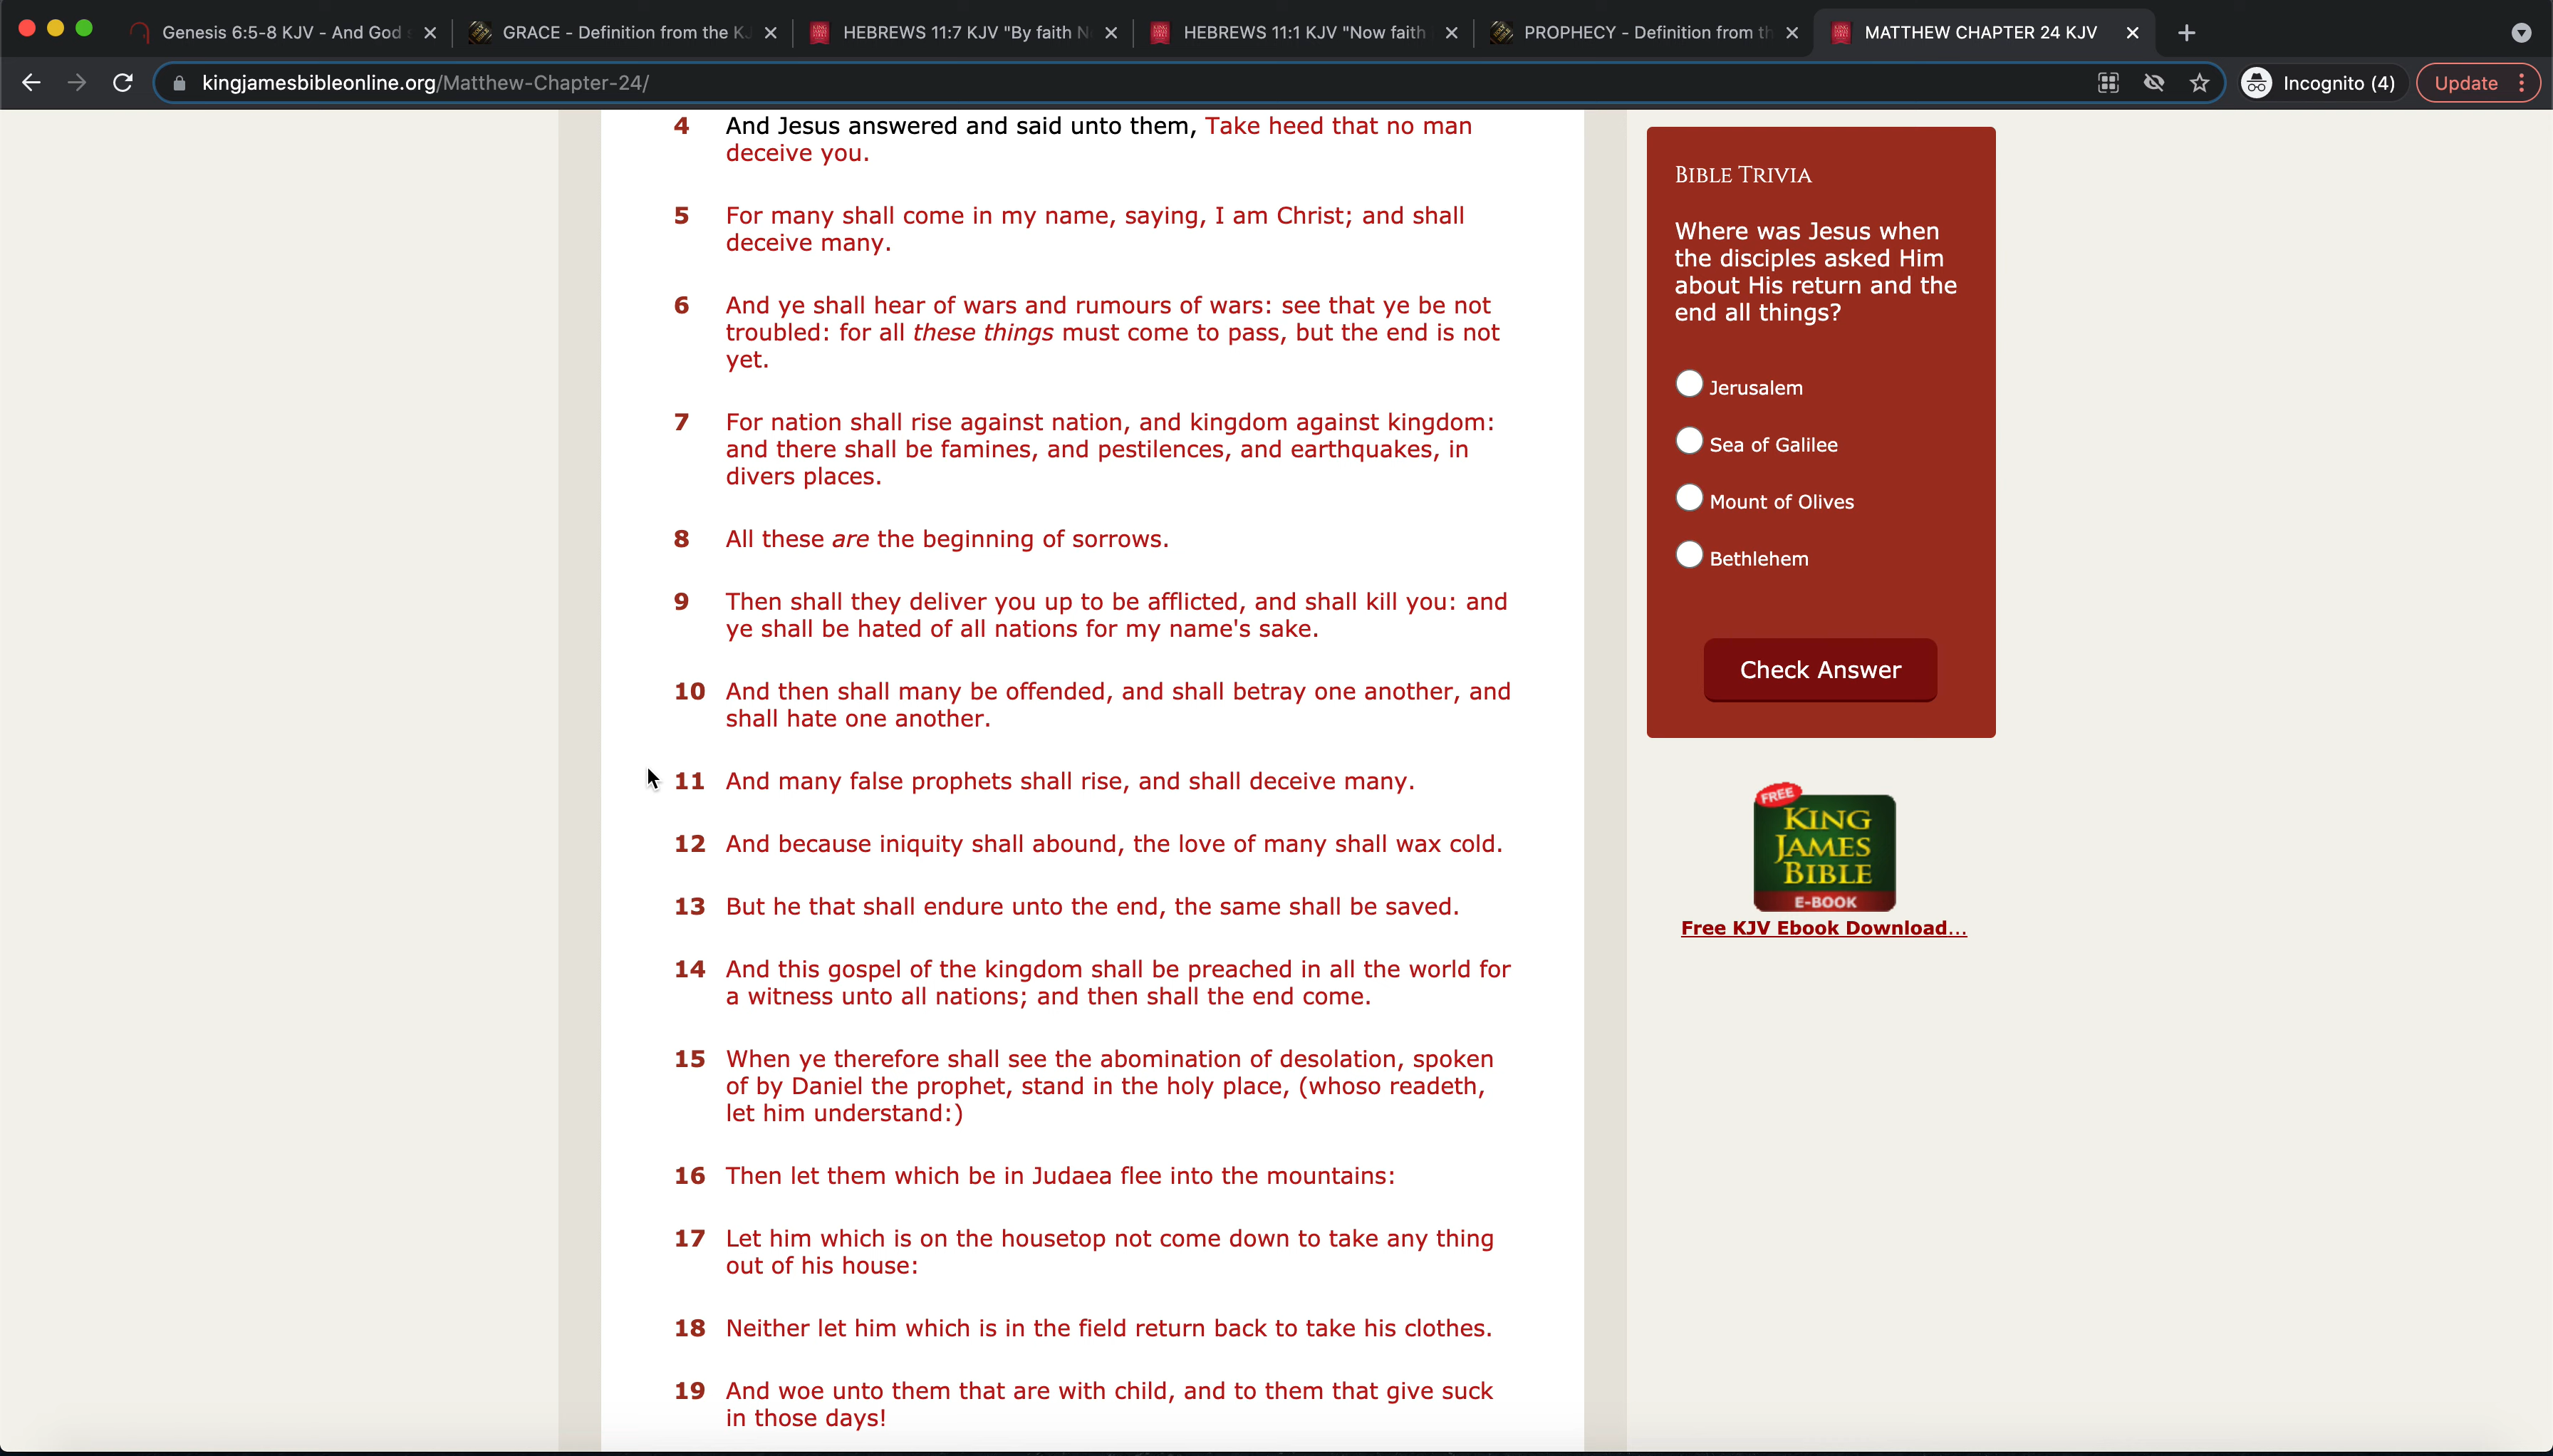 Genesis 6:5-8 KJV - And God
GRACE - Definition from the KJ
HEBREWS 11:7 KJV "By faith N
HEBREWS 11:1 KJV "Now faith
PROPHECY - Definition from th
MATTHEW CHAPTER 24 KJV
kingjamesbibleonline.org/Matthew-Chapter-24/
Incognito (4)
Update
4 And Jesus answered and said unto them, Take heed that no man
deceive you.
5 For many shall come in my name, saying, I am Christ; and shall
deceive many.
6 And ye shall hear of wars and rumours of wars: see that ye be not
troubled: for all these things must come to pass, but the end is not
yet.
7 For nation shall rise against nation, and kingdom against kingdom:
and there shall be famines, and pestilences, and earthquakes, in
divers places.
8 All these are the beginning of sorrows.
9 Then shall they deliver you up to be afflicted, and shall kill you: and
ye shall be hated of all nations for my name's sake.
10 And then shall many be offended, and shall betray one another, and
shall hate one another.
11 And many false prophets shall rise, and shall deceive many.
12 And because iniquity shall abound, the love of many shall wax cold.
13 But he that shall endure unto the end, the same shall be saved.
14 And this gospel of the kingdom shall be preached in all the world for
a witness unto all nations; and then shall the end come.
15 When ye therefore shall see the abomination of desolation, spoken
of by Daniel the prophet, stand in the holy place, (whoso readeth,
let him understand:)
16 Then let them which be in Judaea flee into the mountains:
17 Let him which is on the housetop not come down to take any thing
out of his house:
18 Neither let him which is in the field return back to take his clothes.
19 And woe unto them that are with child, and to them that give suck
in those days!
Bible Trivia
Where was Jesus when
the disciples asked Him
about His return and the
end all things?
Jerusalem
Sea of Galilee
Mount of Olives
Bethlehem
Check Answer
FREE
KING
JAMES
BIBLE
E-BOOK
Free KJV Ebook Download...